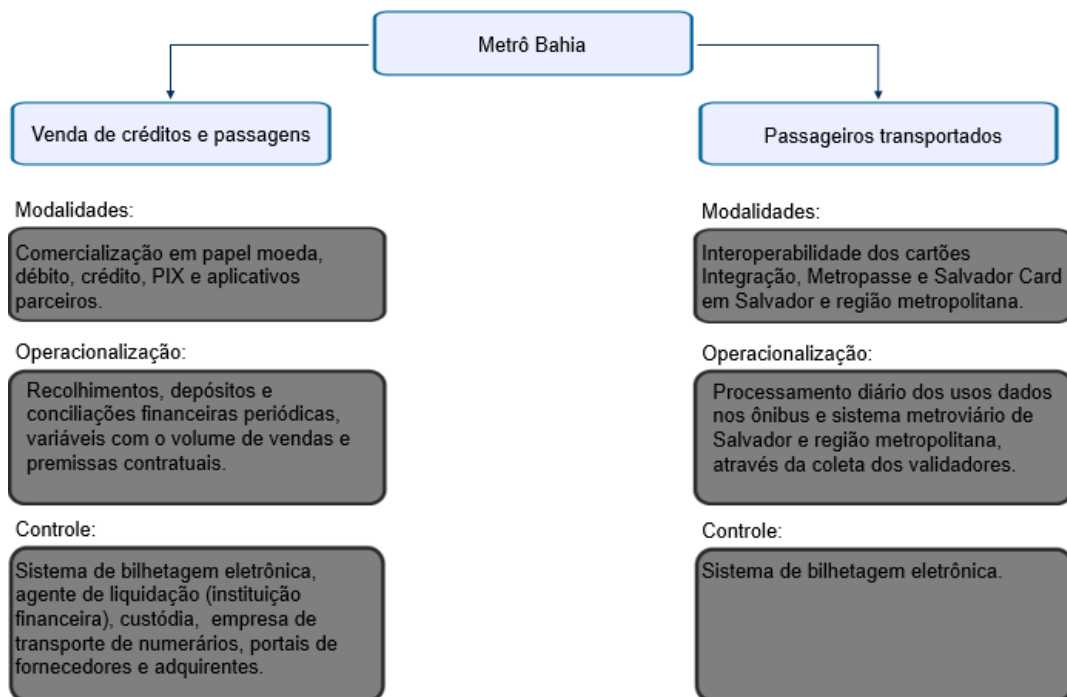 Metrô Bahia
Venda de créditos e passagens
Modalidades:
Comercialização em papel moeda,
débito, crédito, PIX e aplicativos
parceiros.
Operacionalização:
Recolhimentos, depósitos e
conciliações financeiras periódicas,
variáveis com o volume de vendas e
premissas contratuais.
Controle:
Sistema de bilhetagem eletrônica,
agente de liquidação (instituição
financeira), custódia, empresa de
transporte de numerários, portais de
fornecedores e adquirentes.
Passageiros transportados
Modalidades:
Interoperabilidade dos cartões
Integração, Metropasse e Salvador Card
em Salvador e região metropolitana.
Operacionalização:
Processamento diário dos usos dados
nos ônibus e sistema metroviário de
Salvador e região metropolitana,
através da coleta dos validadores.
Controle:
Sistema de bilhetagem eletrônica.